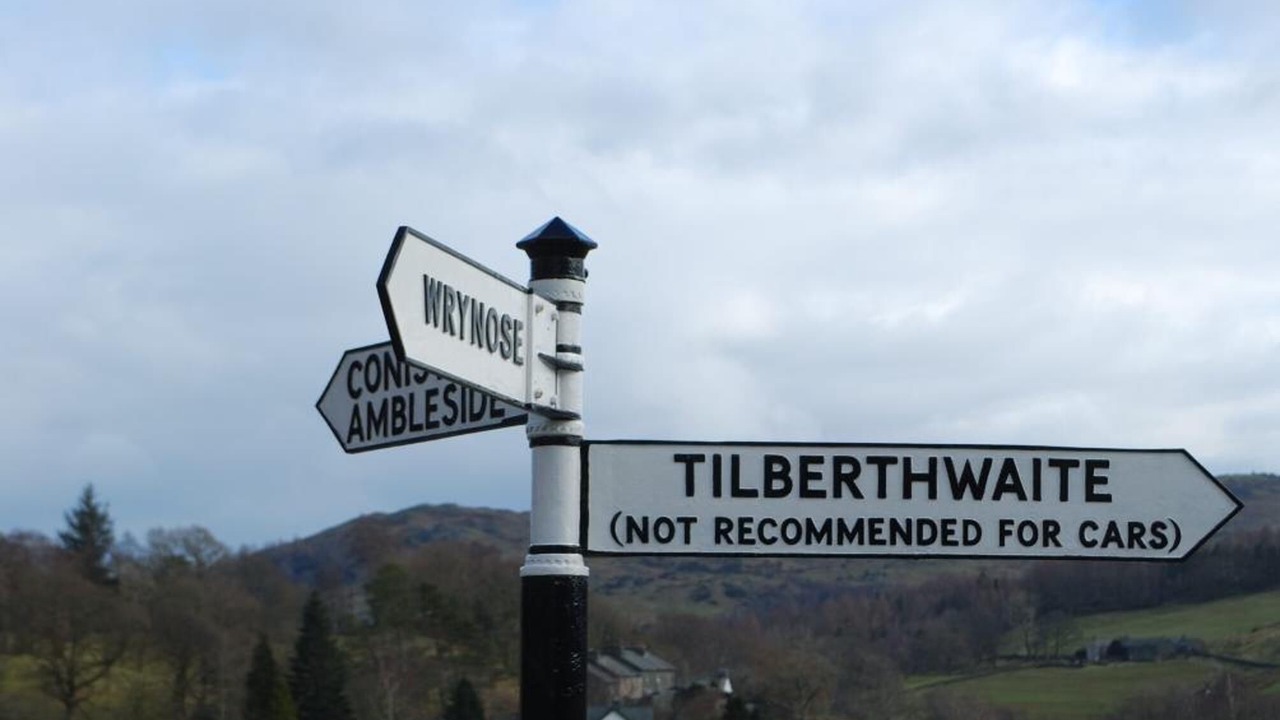 WRYNOSE
AMBLESIDE
TILBERTHWAITE
(NOT RECOMMENDED FOR CARS)